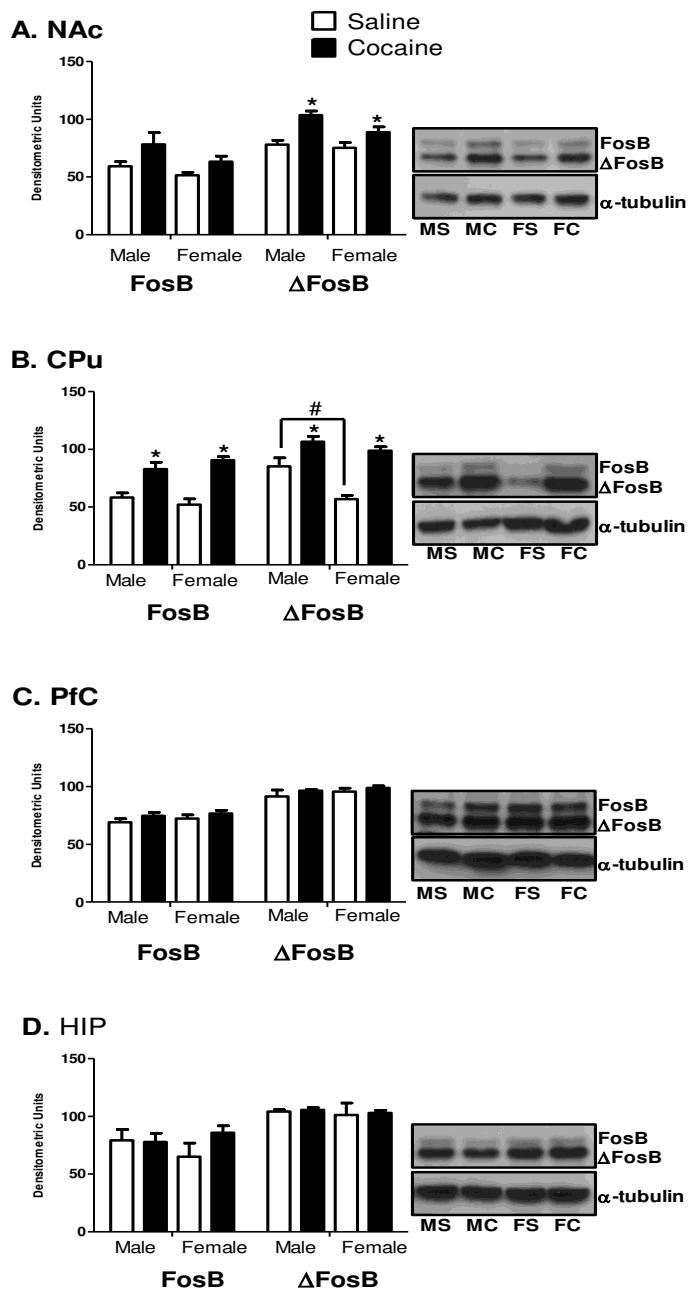 A. NAc
Saline
Cocaine
150
100
50
0
Densitometric Units
*
*
Male
Female
Male
Female
FosB
ΔFosB
FosB
ΔFosB
α-tubulin
MS MC FS FC
B. CPu
150
100
50
0
Densitometric Units
*
*
#
*
*
Male
Female
Male
Female
FosB
ΔFosB
FosB
ΔFosB
α-tubulin
MS MC FS FC
C. PfC
150
100
50
0
Densitometric Units
Male
Female
Male
Female
FosB
ΔFosB
FosB
ΔFosB
α-tubulin
MS MC FS FC
D. HIP
150
100
50
0
Densitometric Units
Male
Female
Male
Female
FosB
ΔFosB
FosB
ΔFosB
α-tubulin
MS MC FS FC